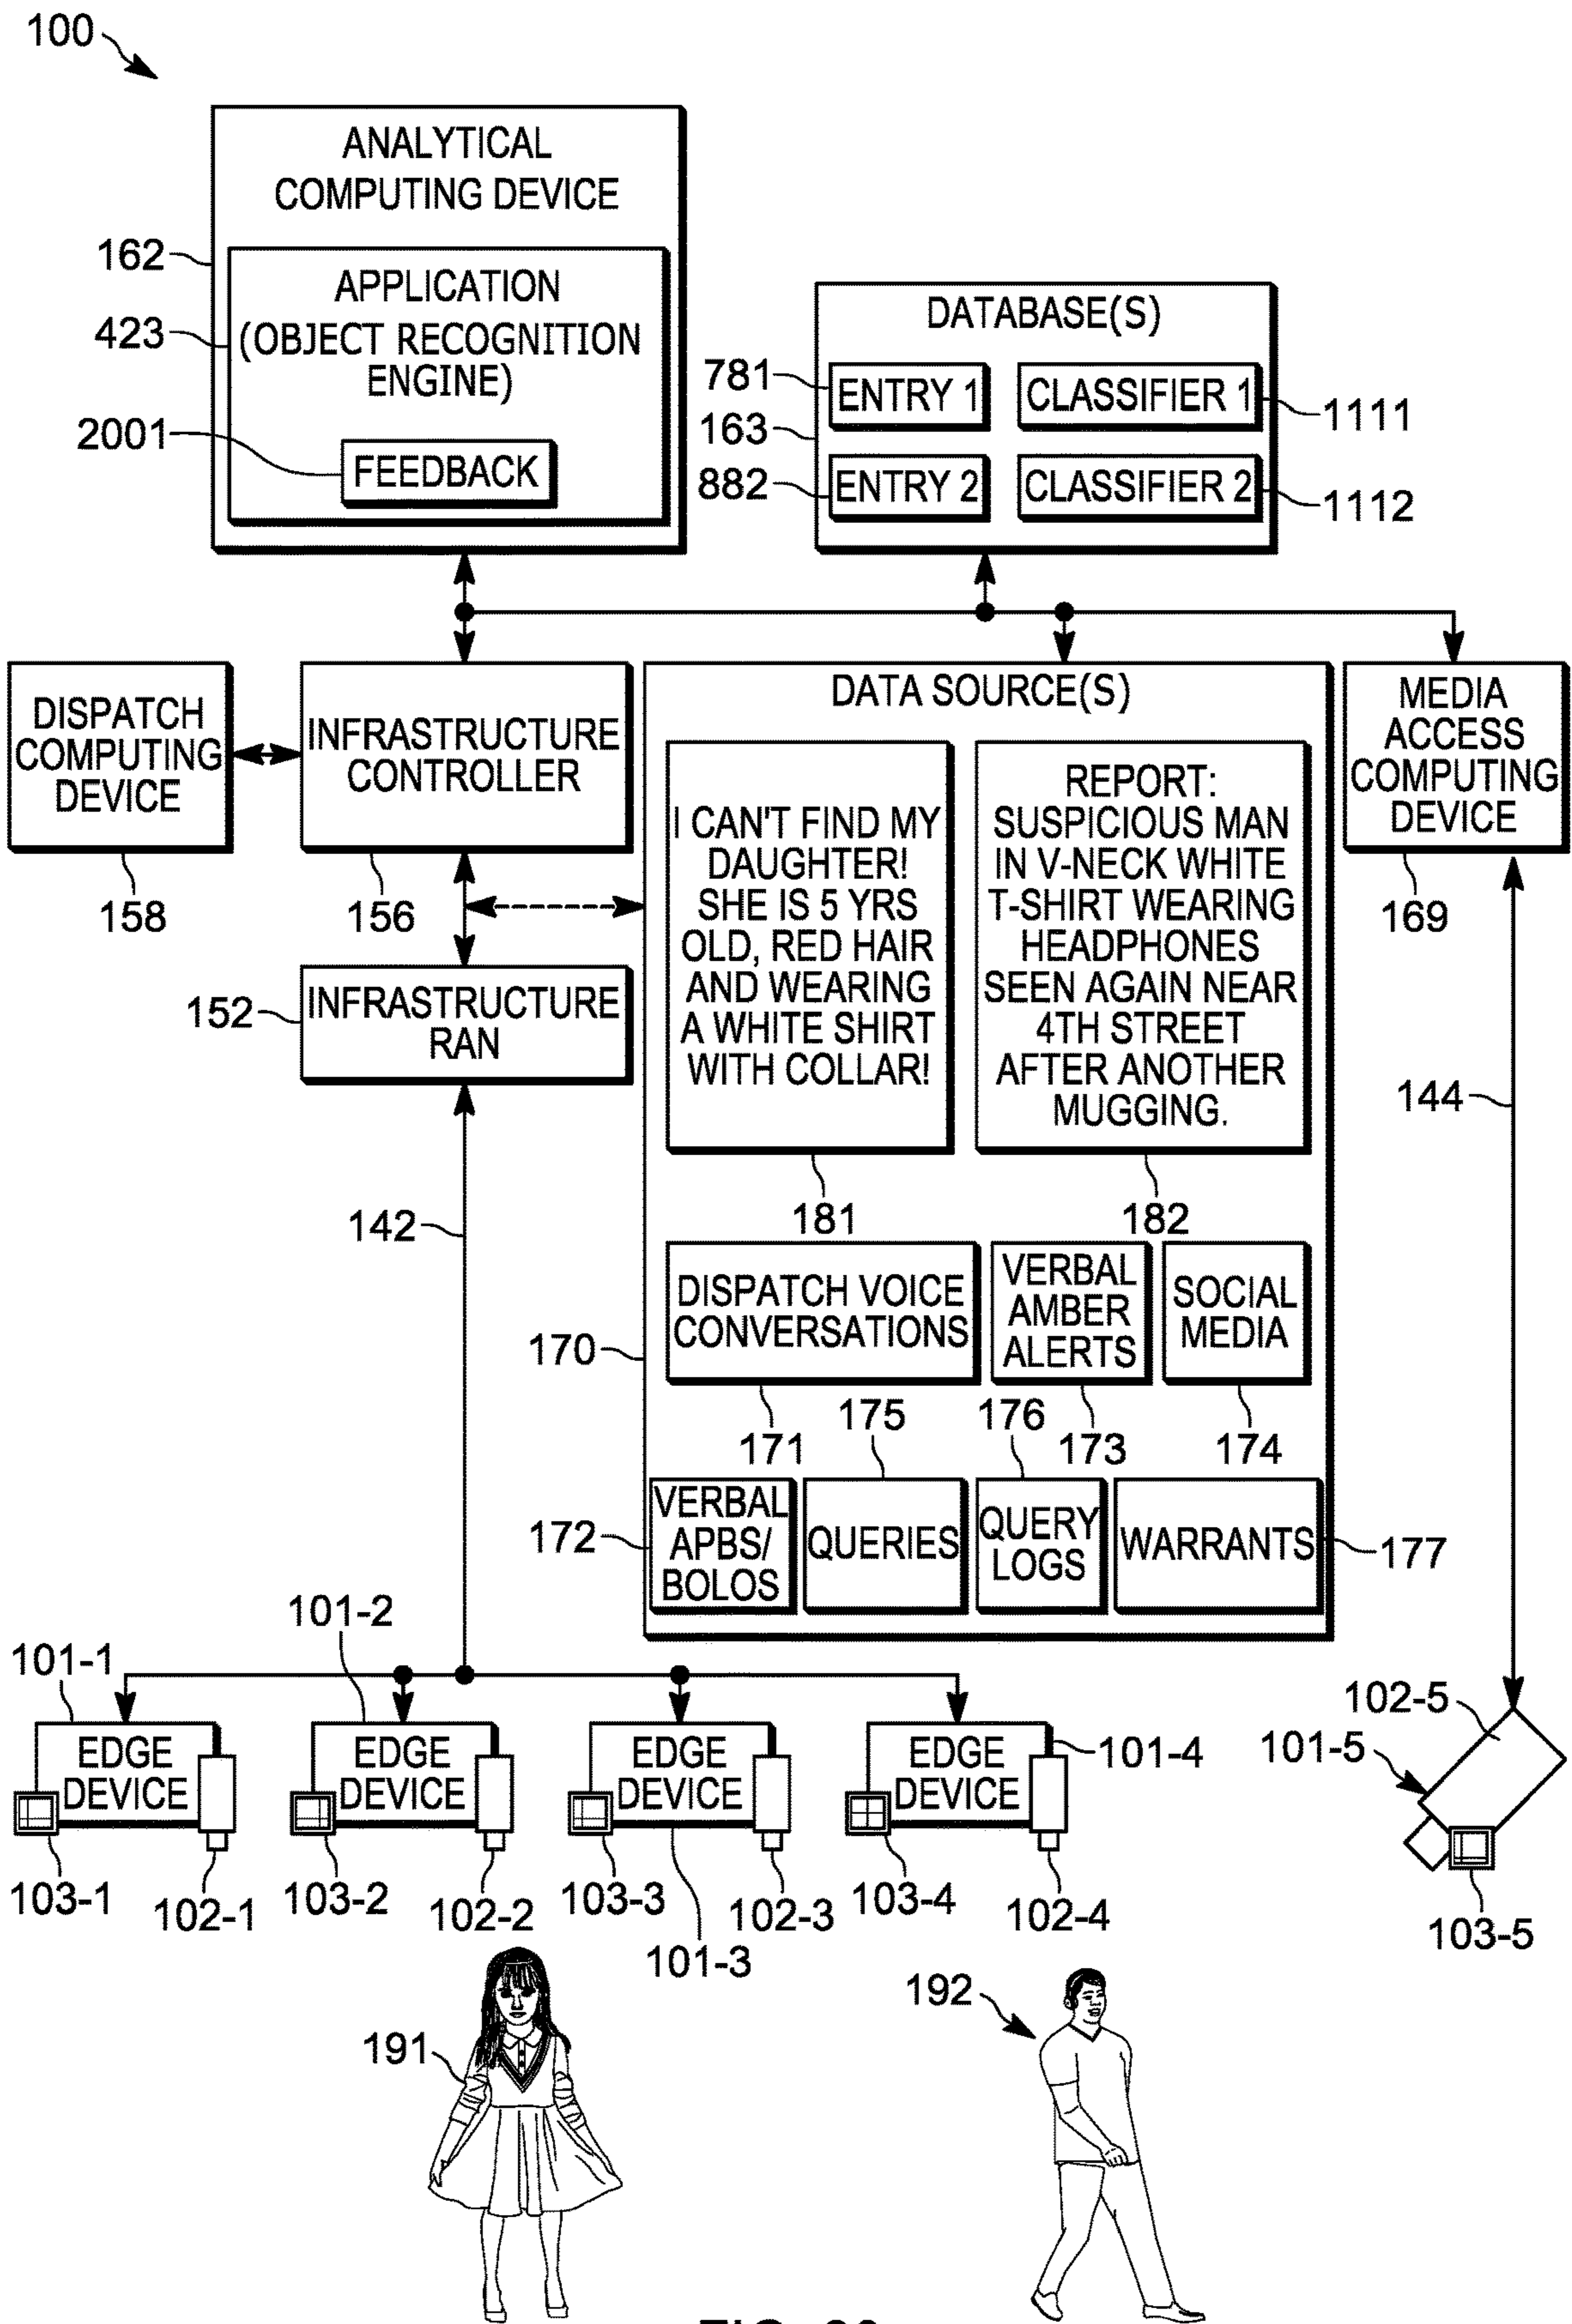 100
ANALYTICAL
COMPUTING DEVICE
162
APPLICATION
(OBJECT RECOGNITION
ENGINE)
423
2001
FEEDBACK
DATABASE(S)
781
ENTRY 1
CLASSIFIER 1
1111
163
882
ENTRY 2
CLASSIFIER 2
1112
DISPATCH
COMPUTING
DEVICE
158
INFRASTRUCTURE
CONTROLLER
156
152
INFRASTRUCTURE
RAN
142
DATA SOURCE(S)
I CAN'T FIND MY
DAUGHTER!
SHE IS 5 YRS
OLD, RED HAIR
AND WEARING
A WHITE SHIRT
WITH COLLAR!
181
REPORT:
SUSPICIOUS MAN
IN V-NECK WHITE
T-SHIRT WEARING
HEADPHONES
SEEN AGAIN NEAR
4TH STREET
AFTER ANOTHER
MUGGING.
182
MEDIA
ACCESS
COMPUTING
DEVICE
169
144
170
DISPATCH VOICE
CONVERSATIONS
171
VERBAL
AMBER
ALERTS
173
SOCIAL
MEDIA
174
175
176
172
VERBAL
APBS/
BOLOS
QUERIES
QUERY
LOGS
WARRANTS
177
101-1
EDGE
DEVICE
103-1
102-1
101-2
EDGE
DEVICE
103-2
102-2
EDGE
DEVICE
103-3
102-3
101-3
EDGE
DEVICE
101-4
103-4
102-4
102-5
101-5
103-5
191
192